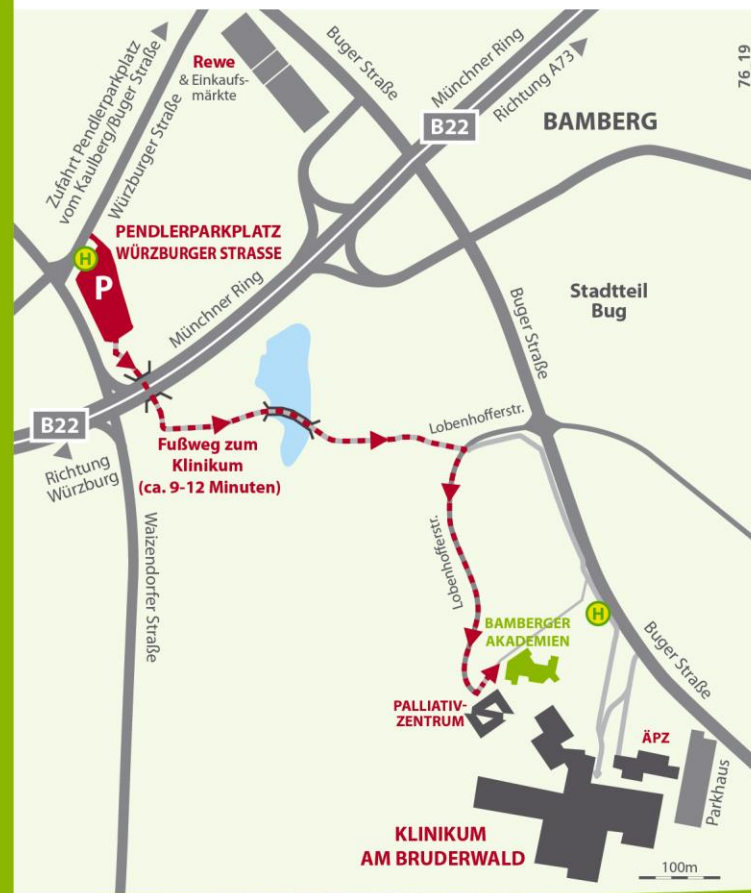 Zufahrt Pendlerparkplatz
vom Kaulberg/Buger Straße
Würzburger Straße
Rewe
& Einkaufs-
märkte
Buger Straße
Münchner Ring
Richtung A73
76 19
B22
BAMBERG
PENDLERPARKPLATZ
WÜRZBURGER STRASSE
H
P
Münchner Ring
Stadtteil
Bug
Buger Straße
B22
Richtung
Würzburg
Fußweg zum
Klinikum
(ca. 9-12 Minuten)
Lobenhofferstr.
Waizendorfer Straße
Lobenhofferstr.
H
BAMBERGER
AKADEMIEN
Buger Straße
PALLIATIV-
ZENTRUM
ÄPZ
Parkhaus
KLINIKUM
AM BRUDERWALD
100m